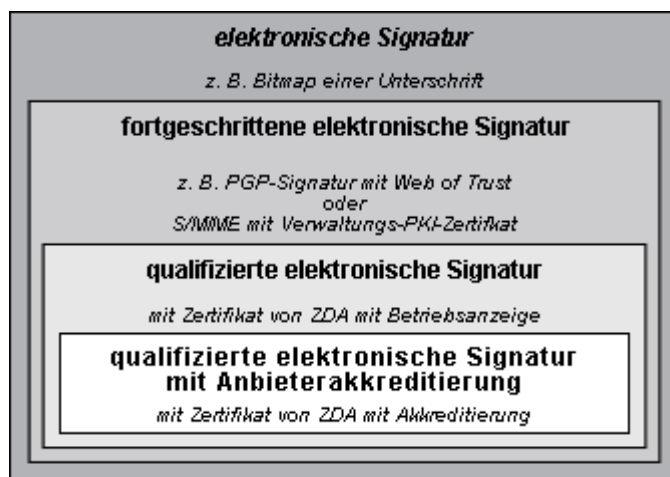 elektronische Signatur
z. B. Bitmap einer Unterschrift
fortgeschrittene elektronische Signatur
z. B. PGP-Signatur mit Web of Trust
oder
S/MIME mit Verwaltungs-PKI-Zertifkat
qualifizierte elektronische Signatur
mit Zertifikat von ZDA mit Betriebsanzeige
qualifizierte elektronische Signatur
mit Anbieterakkreditierung
mit Zertifikat von ZDA mit Akkreditierung